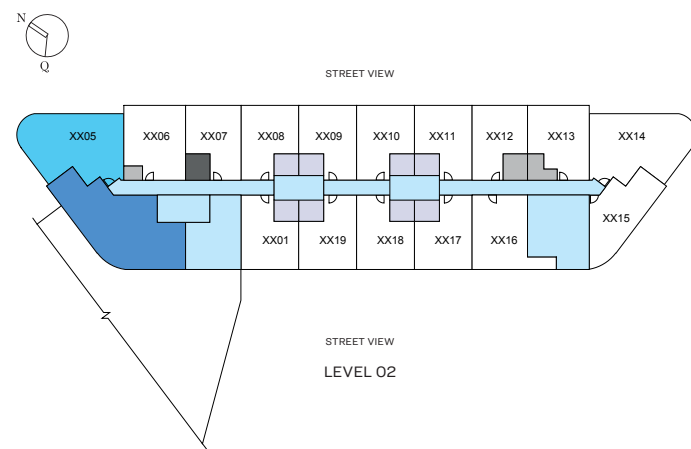 N
Q
STREET VIEW
XX05
XX06
XX07
XX08
XX09
XX10
XX11
XX12
XX13
XX14
XX15
XX01
XX19
XX18
XX17
XX16
STREET VIEW
LEVEL 02